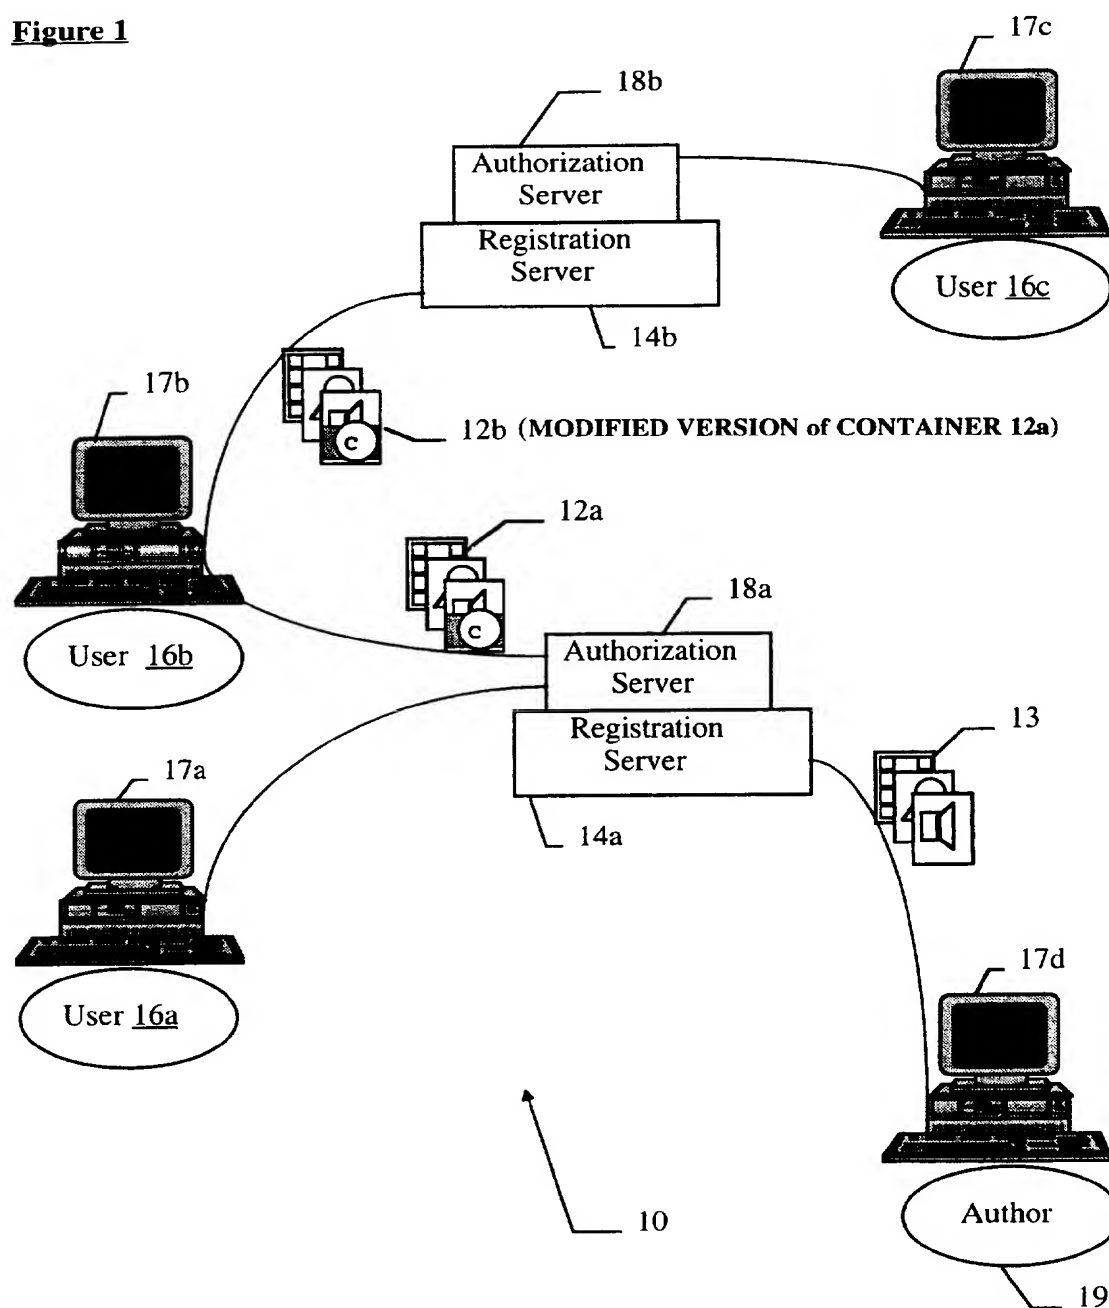 Figure 1
17c
18b
Authorization
Server
Registration
Server
User 16c
14b
17b
12b (MODIFIED VERSION of CONTAINER 12a)
C
12a
C
18a
User 16b
Authorization
Server
Registration
Server
13
17a
14a
17d
User 16a
Author
10
19